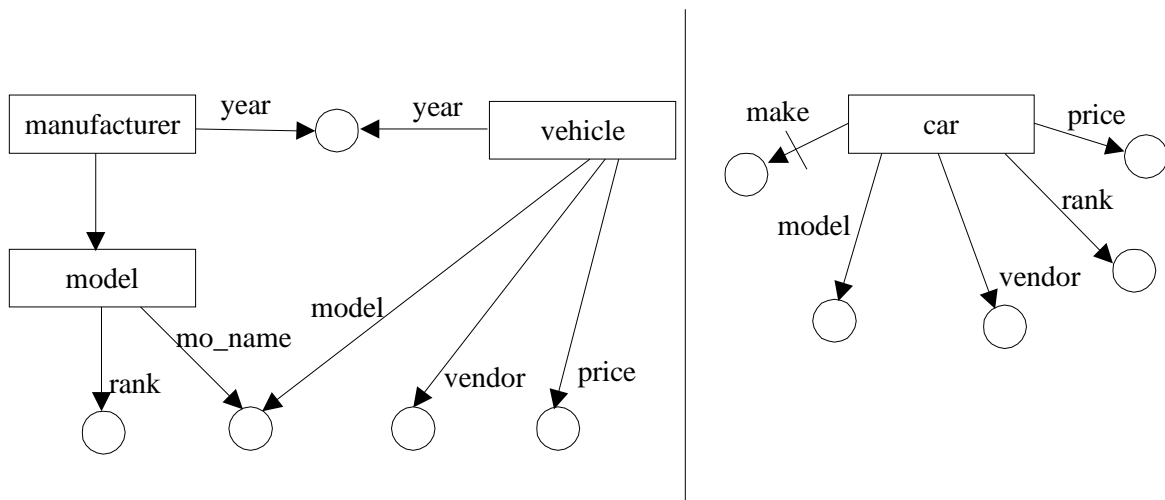 manufacturer
year
year
vehicle
model
rank
mo_name
model
vendor
price
make
car
price
model
vendor
rank